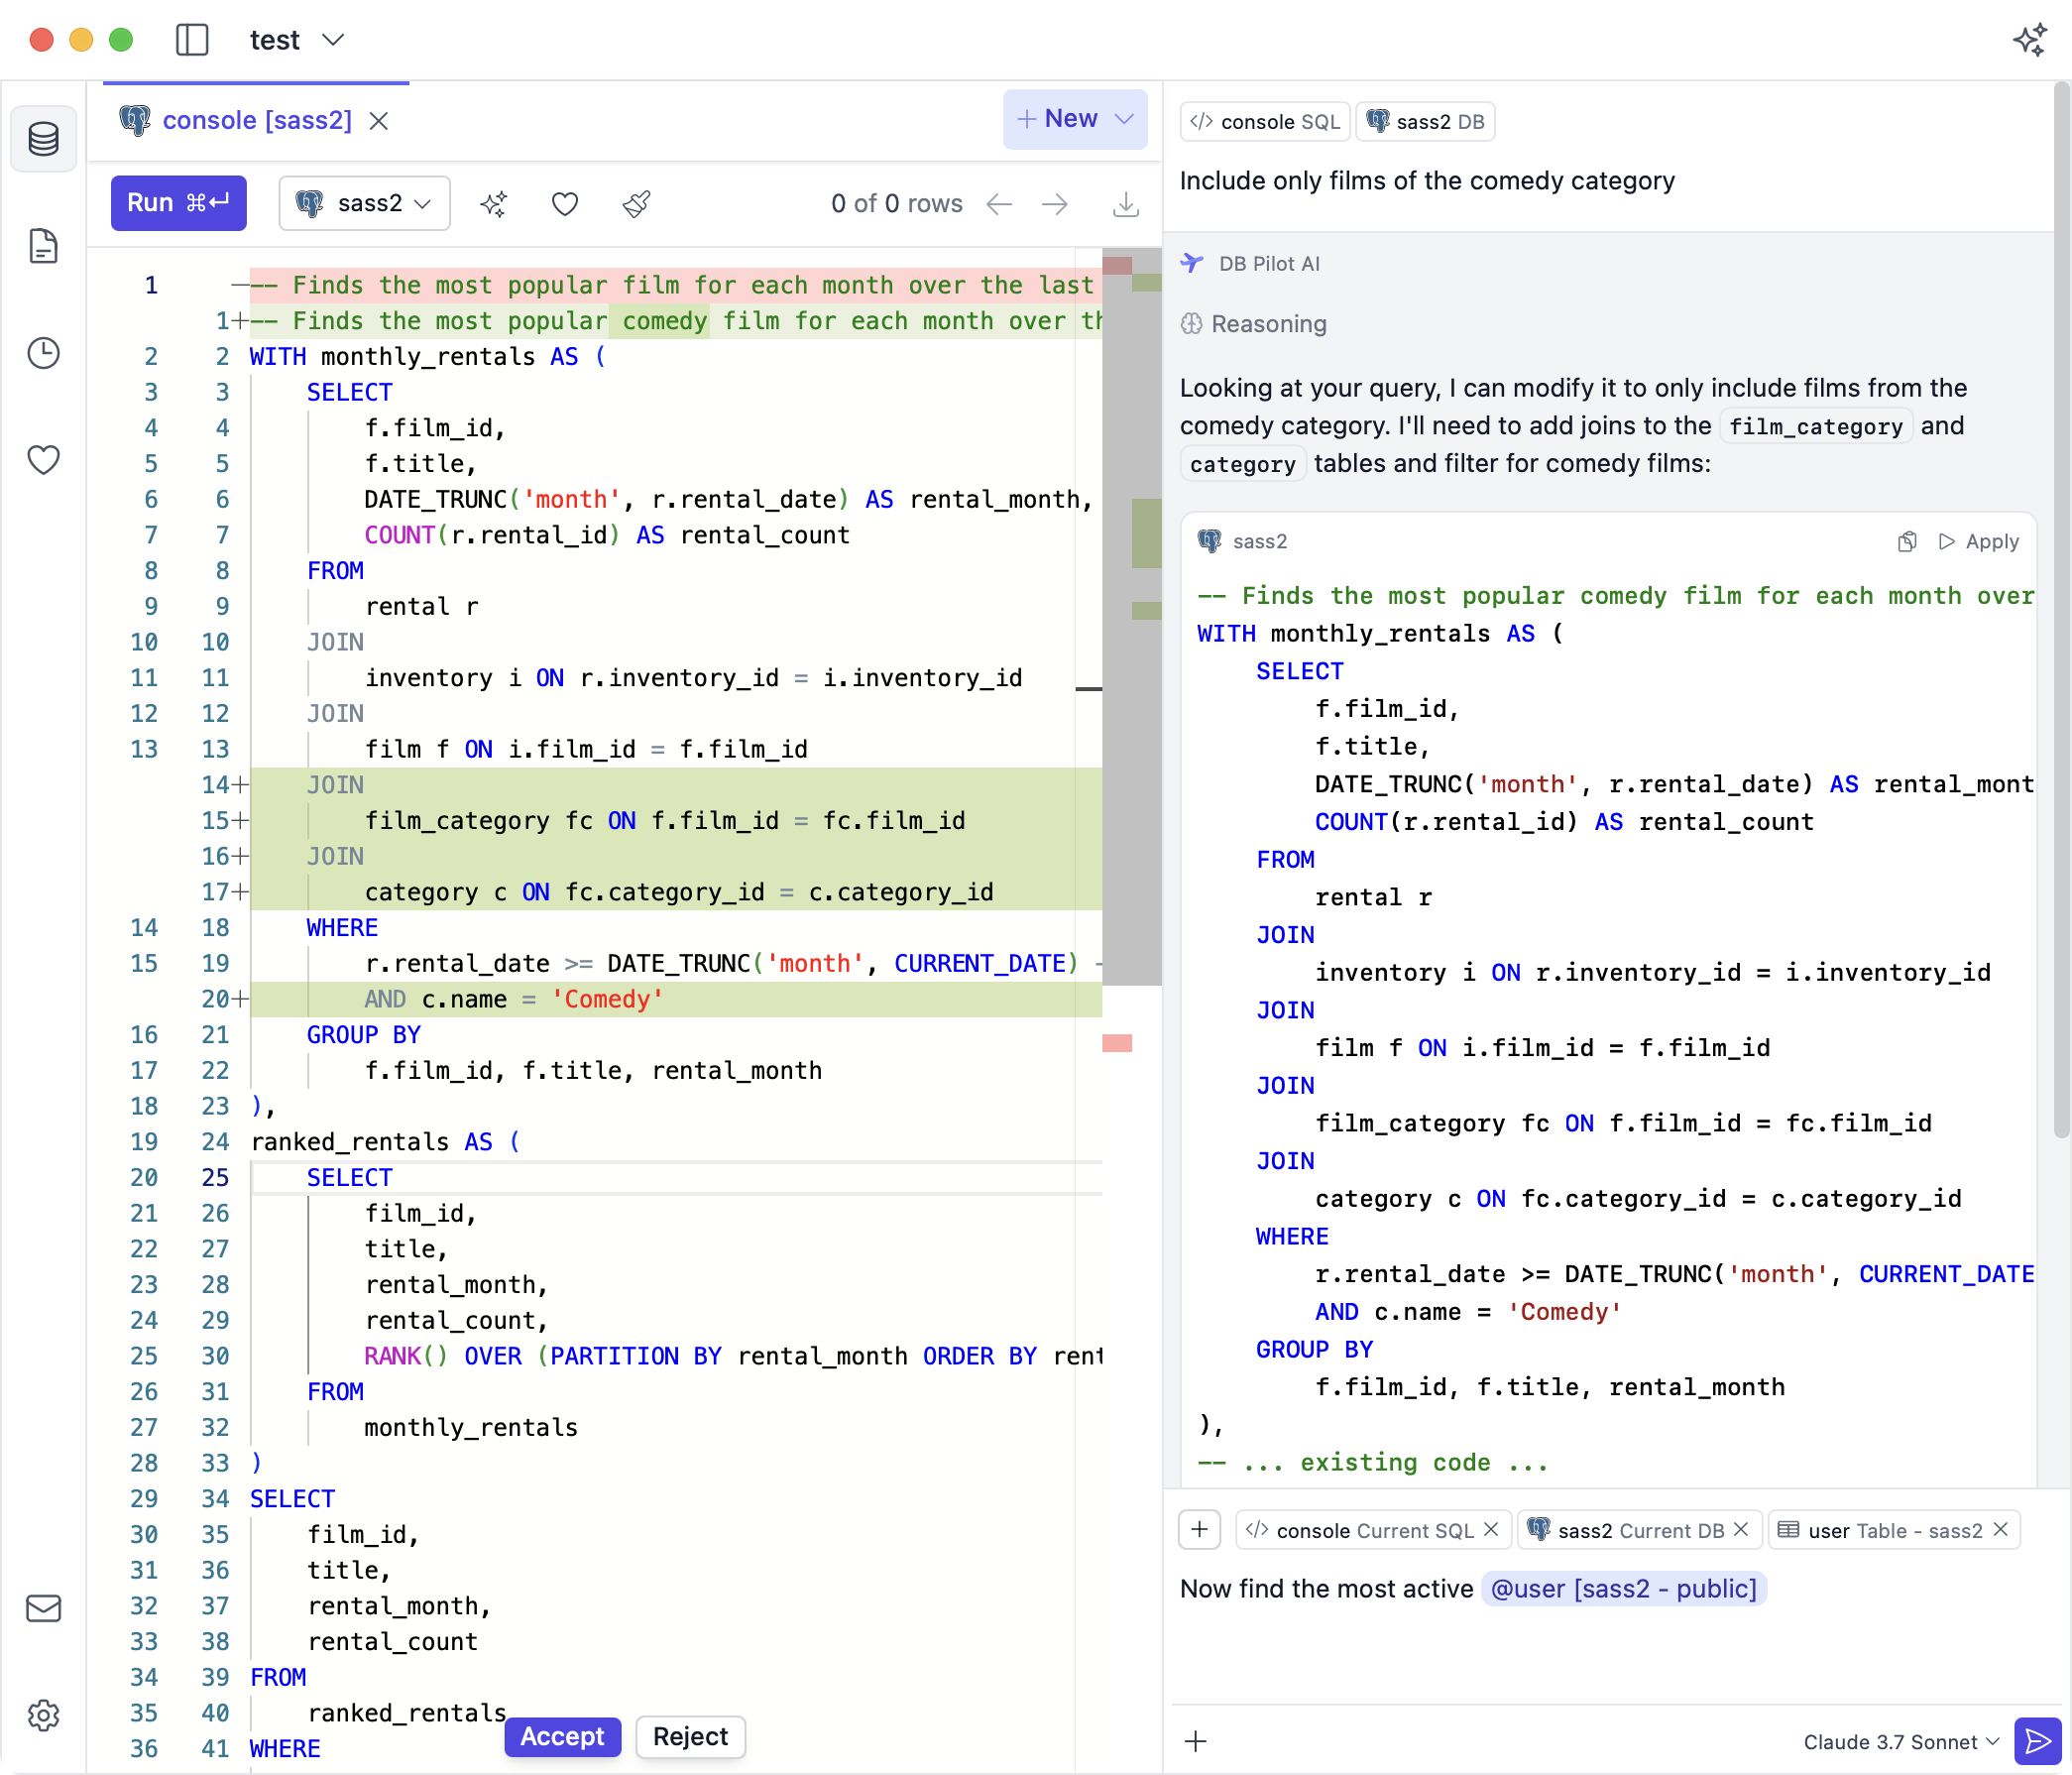 test
console [sass2]
+ New
Run ⌘↵
sass2
0 of 0 rows
1 —-- Finds the most popular film for each month over the last
1+-- Finds the most popular comedy film for each month over th
2 2 WITH monthly_rentals AS (
3 3 SELECT
4 4 f.film_id,
5 5 f.title,
6 6 DATE_TRUNC('month', r.rental_date) AS rental_month,
7 7 COUNT(r.rental_id) AS rental_count
8 8 FROM
9 9 rental r
10 10 JOIN
11 11 inventory i ON r.inventory_id = i.inventory_id
12 12 JOIN
13 13 film f ON i.film_id = f.film_id
14+ JOIN
15+ film_category fc ON f.film_id = fc.film_id
16+ JOIN
17+ category c ON fc.category_id = c.category_id
14 18 WHERE
15 19 r.rental_date >= DATE_TRUNC('month', CURRENT_DATE) -
20+ AND c.name = 'Comedy'
16 21 GROUP BY
17 22 f.film_id, f.title, rental_month
18 23 ),
19 24 ranked_rentals AS (
20 25 SELECT
21 26 film_id,
22 27 title,
23 28 rental_month,
24 29 rental_count,
25 30 RANK() OVER (PARTITION BY rental_month ORDER BY rent
26 31 FROM
27 32 monthly_rentals
28 33 )
29 34 SELECT
30 35 film_id,
31 36 title,
32 37 rental_month,
33 38 rental_count
34 39 FROM
35 40 ranked_rentals
36 41 WHERE
Accept
Reject
console SQL
sass2 DB
Include only films of the comedy category
DB Pilot AI
Reasoning
Looking at your query, I can modify it to only include films from the
comedy category. I'll need to add joins to the film_category and
category tables and filter for comedy films:
sass2
Apply
-- Finds the most popular comedy film for each month over
WITH monthly_rentals AS (
SELECT
f.film_id,
f.title,
DATE_TRUNC('month', r.rental_date) AS rental_mont
COUNT(r.rental_id) AS rental_count
FROM
rental r
JOIN
inventory i ON r.inventory_id = i.inventory_id
JOIN
film f ON i.film_id = f.film_id
JOIN
film_category fc ON f.film_id = fc.film_id
JOIN
category c ON fc.category_id = c.category_id
WHERE
r.rental_date >= DATE_TRUNC('month', CURRENT_DATE
AND c.name = 'Comedy'
GROUP BY
f.film_id, f.title, rental_month
),
-- ... existing code ...
console Current SQL
sass2 Current DB
user Table - sass2
Now find the most active @user [sass2 - public]
Claude 3.7 Sonnet